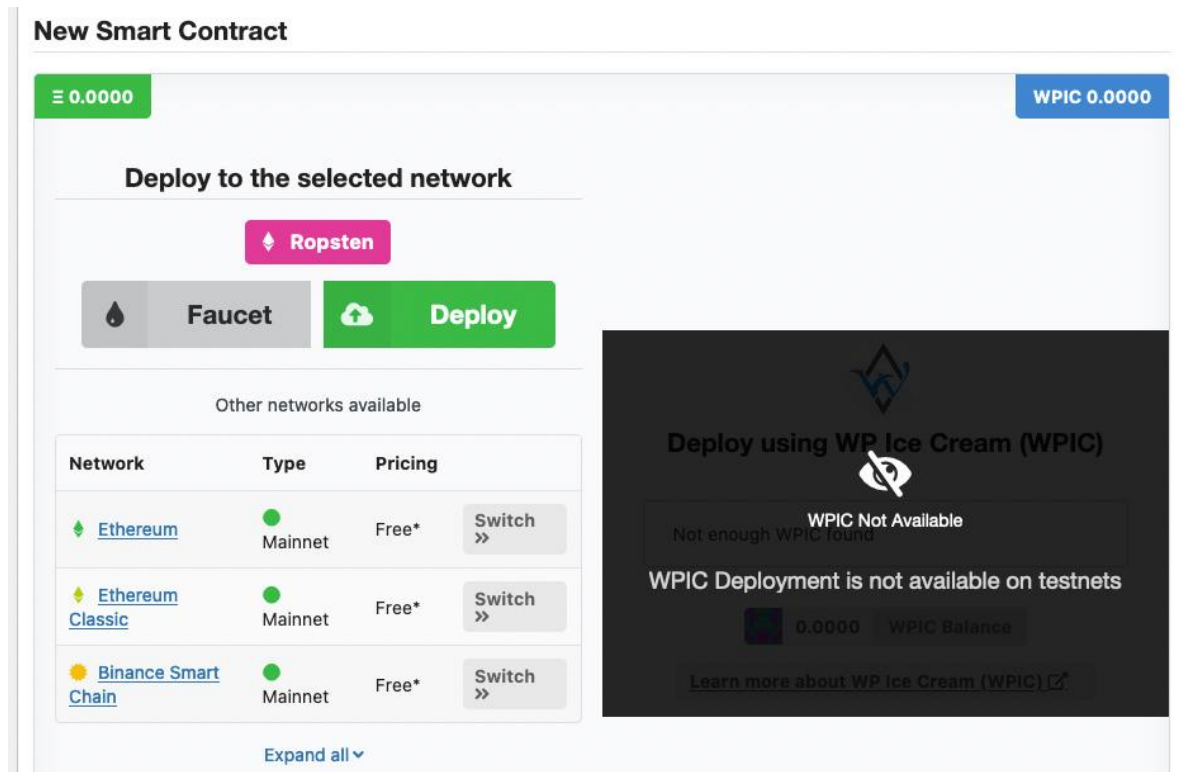 New Smart Contract
Ξ 0.0000
WPIC 0.0000
Deploy to the selected network
Ropsten
Faucet
Deploy
Other networks available
Network Type Pricing
Ethereum Mainnet Free* Switch »
Ethereum Classic Mainnet Free* Switch »
Binance Smart Chain Mainnet Free* Switch »
Expand all
Deploy using WP Ice Cream (WPIC)
WPIC Not Available
Not enough WPIC found
WPIC Deployment is not available on testnets
0.0000 WPIC Balance
Learn more about WP Ice Cream (WPIC)